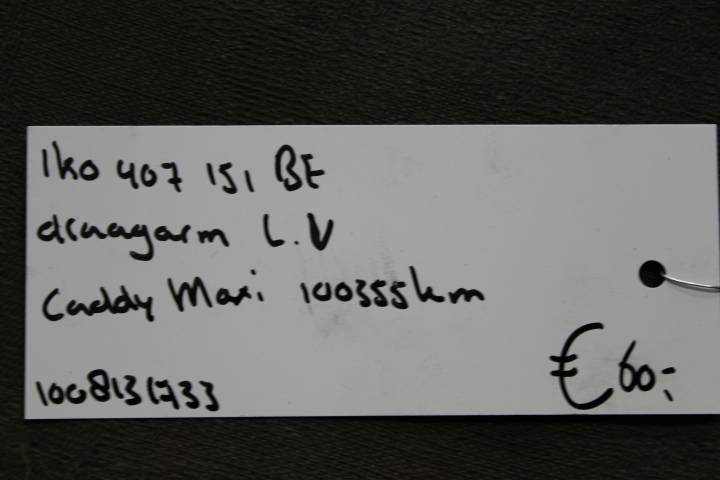 1k0 407 151 BE
draagarm L.V
Caddy Maxi 100355km
1008131733
€60,-